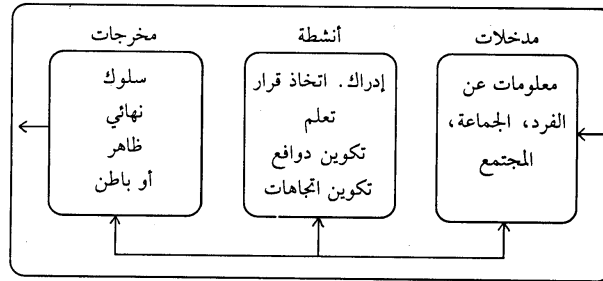 مدخلات
معلومات عن
الفرد، الجماعة،
المجتمع
أنشطة
إدراك. اتخاذ قرار
تعلم
تكوين دوافع
تكوين اتجاهات
مخرجات
سلوك
نهائي
ظاهر
أو باطن